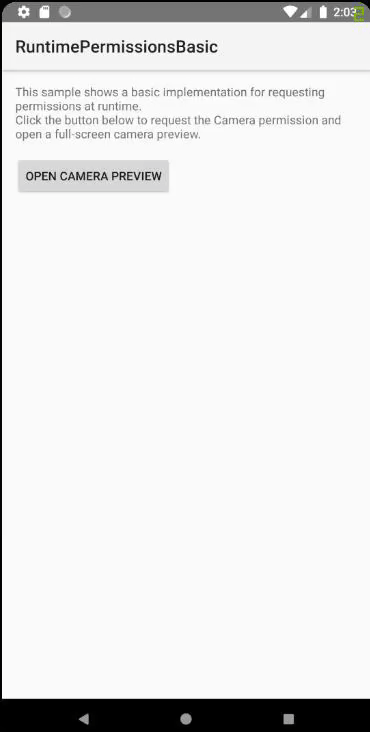 2:03
RuntimePermissionsBasic
This sample shows a basic implementation for requesting
permissions at runtime.
Click the button below to request the Camera permission and
open a full-screen camera preview.
OPEN CAMERA PREVIEW